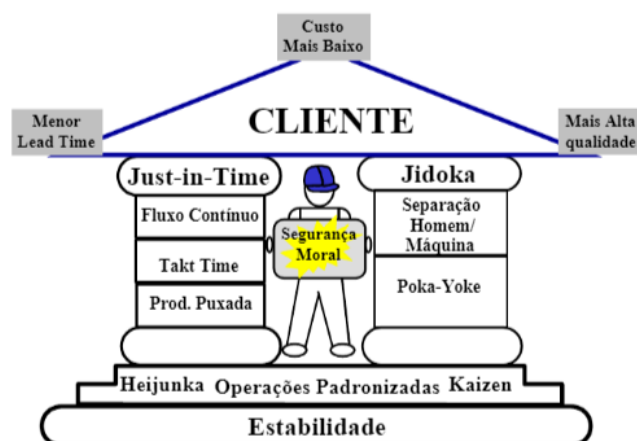 Custo
Mais Baixo
Menor
Lead Time
CLIENTE
Mais Alta
qualidade
Just-in-Time
Jidoka
Fluxo Contínuo
Takt Time
Prod. Puxada
Segurança
Moral
Separação
Homem/
Máquina
Poka-Yoke
Heijunka Operações Padronizadas Kaizen
Estabilidade